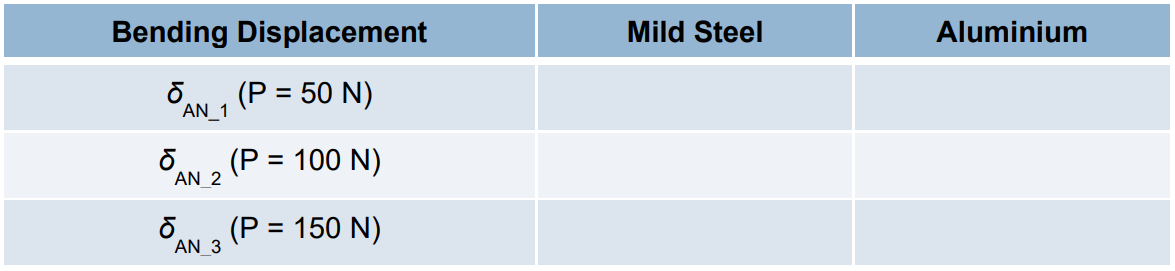 Bending Displacement Mild Steel Aluminium
δAN_1 (P = 50 N)
δAN_2 (P = 100 N)
δAN_3 (P = 150 N)